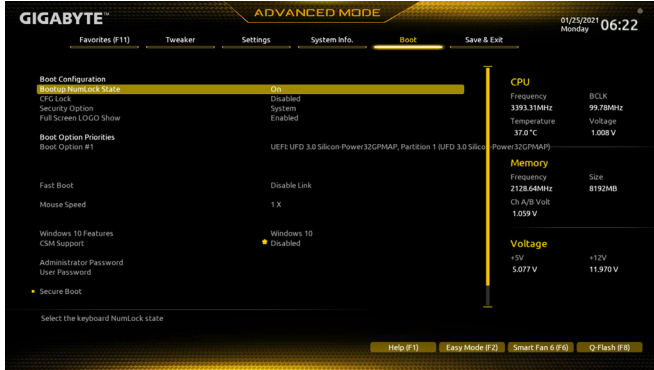 GIGABYTE™
ADVANCED MODE
01/25/2021 Monday 06:22
Favorites (F11) Tweaker Settings System Info. Boot Save & Exit
Boot Configuration
Bootup NumLock State On
CFG Lock Disabled
Security Option System
Full Screen LOGO Show Enabled
Boot Option Priorities
Boot Option #1 UEFI: UFD 3.0 Silicon-Power32GPMAP, Partition 1 (UFD 3.0 Silicon-Power32GPMAP)
Fast Boot Disable Link
Mouse Speed 1 X
Windows 10 Features Windows 10
CSM Support Disabled
Administrator Password
User Password
Secure Boot
Select the keyboard NumLock state
CPU
Frequency BCLK
3393.31MHz 99.78MHz
Temperature Voltage
37.0 °C 1.008 V
Memory
Frequency Size
2128.64MHz 8192MB
Ch A/B Volt
1.059 V
Voltage
+5V +12V
5.077 V 11.970 V
Help (F1) Easy Mode (F2) Smart Fan 6 (F6) Q-Flash (F8)